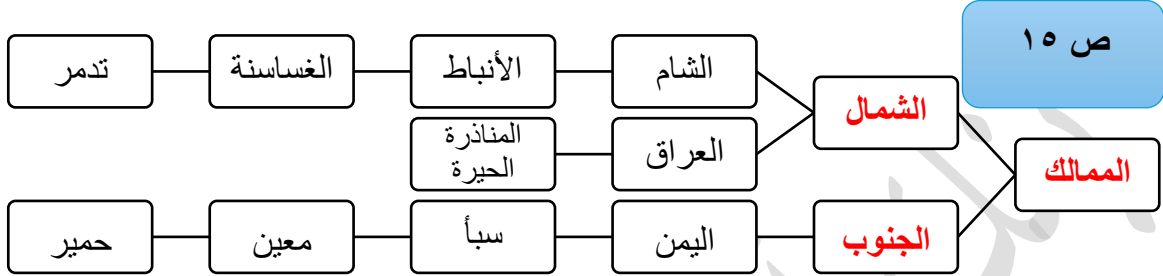 ص ١٥
الممالك
الشمال
الشام
الأنباط
الغساسنة
تدمر
العراق
المناذرة
الحيرة
الجنوب
اليمن
سبأ
معين
حمير